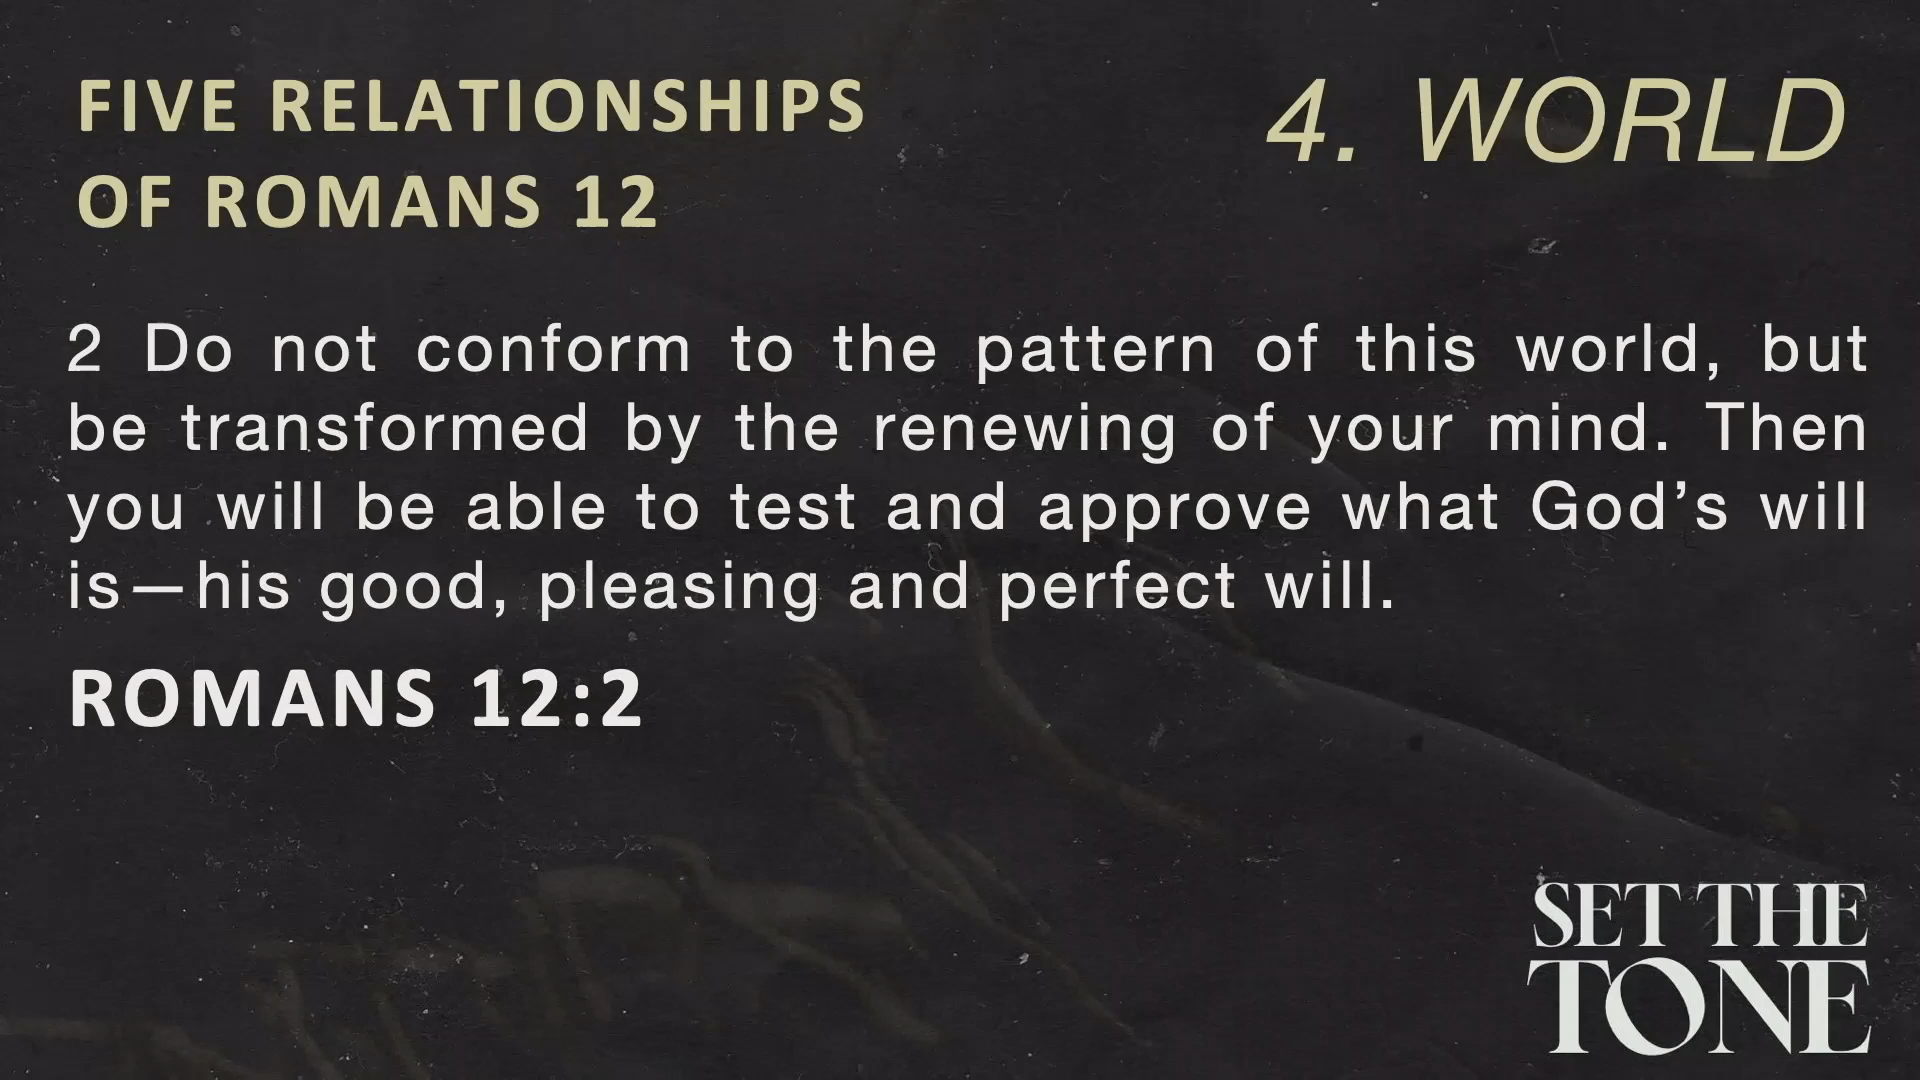 FIVE RELATIONSHIPS
OF ROMANS 12
4. WORLD
2 Do not conform to the pattern of this world, but
be transformed by the renewing of your mind. Then
you will be able to test and approve what God’s will
is—his good, pleasing and perfect will.
ROMANS 12:2
SET THE
TONE